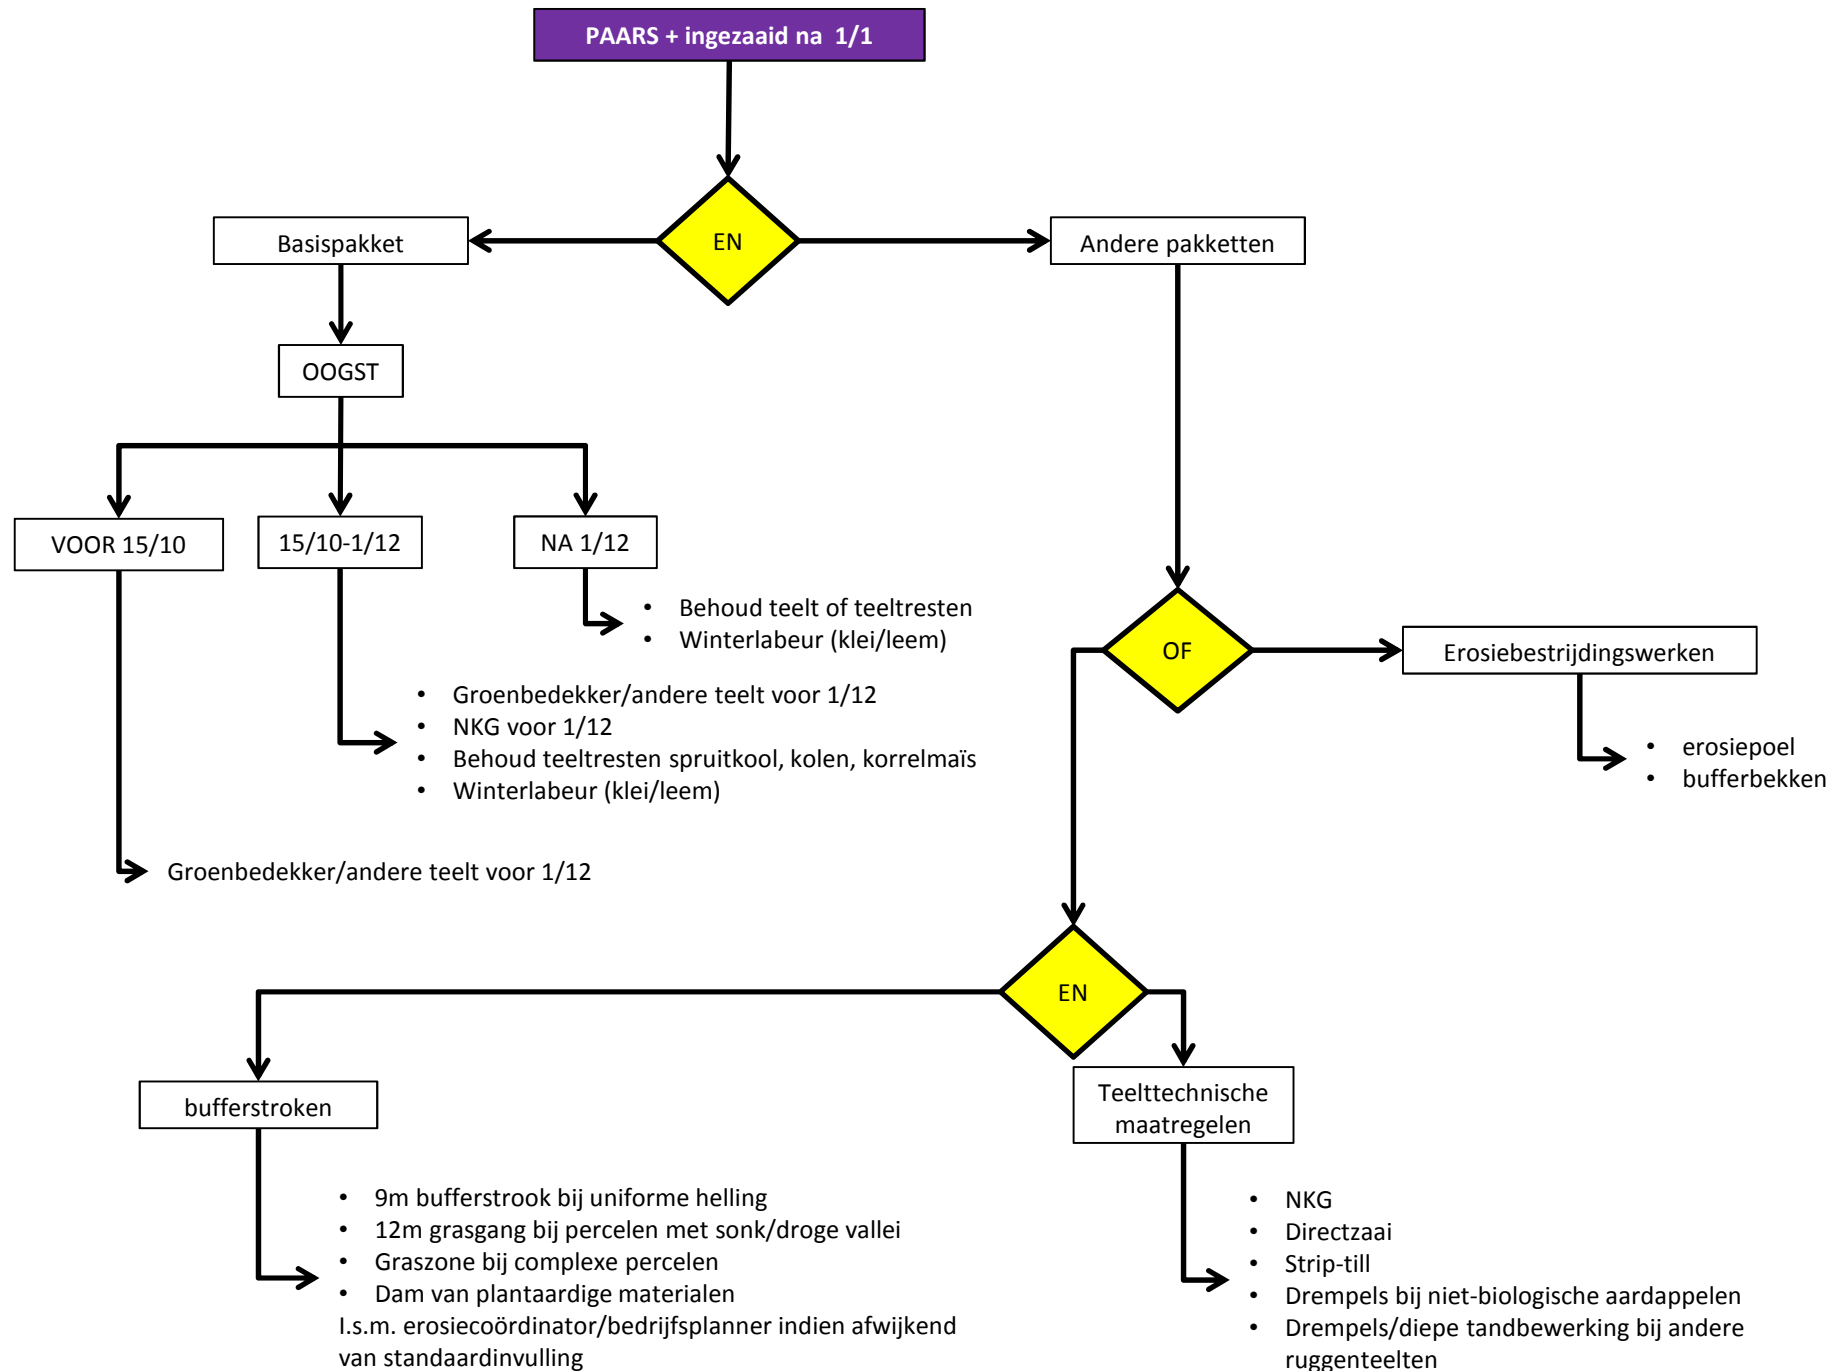 PAARS + ingezaaid na 1/1
EN
Basispakket
Andere pakketten
OOGST
VOOR 15/10
15/10-1/12
NA 1/12
• Behoud teelt of teeltresten
• Winterlabeur (klei/leem)
OF
Erosiebestrijdingswerken
• Groenbedekker/andere teelt voor 1/12
• NKG voor 1/12
• Behoud teeltresten spruitkool, kolen, korrelmaïs
• Winterlabeur (klei/leem)
• erosiepoel
• bufferbekken
Groenbedekker/andere teelt voor 1/12
EN
bufferstroken
Teelttechnische
maatregelen
• 9m bufferstrook bij uniforme helling
• 12m grasgang bij percelen met sonk/droge vallei
• Graszone bij complexe percelen
• Dam van plantaardige materialen
I.s.m. erosiecoördinator/bedrijfsplanner indien afwijkend
van standaardinvulling
• NKG
• Directzaai
• Strip-till
• Drempels bij niet-biologische aardappelen
• Drempels/diepe tandbewerking bij andere
ruggenteelten